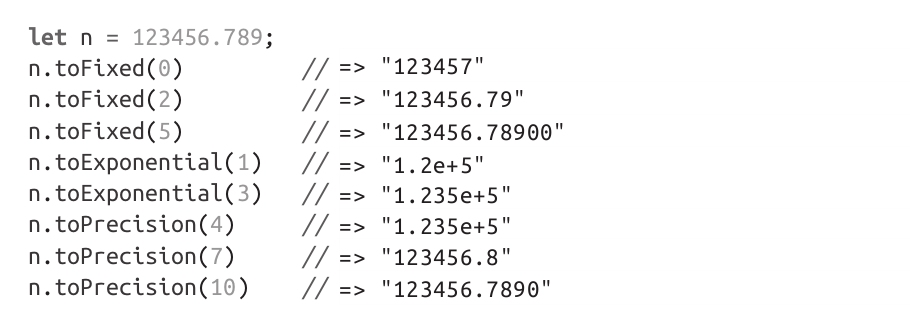 let n = 123456.789;
n.toFixed(0) // => "123457"
n.toFixed(2) // => "123456.79"
n.toFixed(5) // => "123456.78900"
n.toExponential(1) // => "1.2e+5"
n.toExponential(3) // => "1.235e+5"
n.toPrecision(4) // => "1.235e+5"
n.toPrecision(7) // => "123456.8"
n.toPrecision(10) // => "123456.7890"